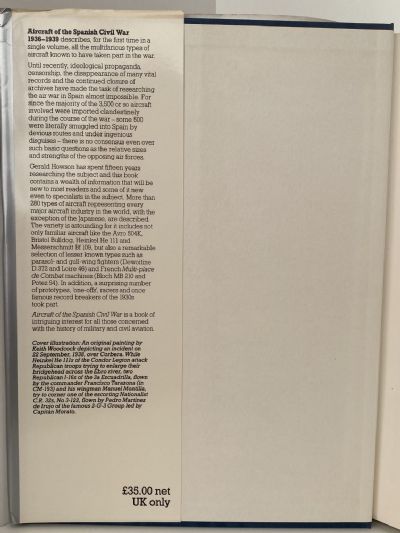 Aircraft of the Spanish Civil War
1936–1939 describes, for the first time in a
single volume, all the multifarious types of
aircraft known to have taken part in the war.
Until recently, ideological propaganda,
censorship, the disappearance of many vital
records and the continued closure of
archives have made the task of researching
the air war in Spain almost impossible. For
since the majority of the 3,500 or so aircraft
involved were imported clandestinely
during the course of the war – some 500
were literally smuggled into Spain by
devious routes and under ingenious
disguises – there is no consensus even over
such basic questions as the relative sizes
and strengths of the opposing air forces.
Gerald Howson has spent fifteen years
researching the subject and this book
contains a wealth of information that will be
new to most readers and some of it new
even to specialists in the subject. More than
280 types of aircraft representing every
major aircraft industry in the world, with the
exception of the Japanese, are described.
The variety is astounding for it includes not
only familiar aircraft like the Avro 504K,
Bristol Bulldog, Heinkel He 111 and
Messerschmitt Bf 109, but also a remarkable
selection of lesser known types such as
parasol- and gull-wing fighters (Dewoitine
D.372 and Loire 46) and French Multi-place
de Combat machines (Bloch MB 210 and
Potez 54). In addition, a surprising number
of prototypes, 'one-offs', racers and once
famous record breakers of the 1930s
took part.
Aircraft of the Spanish Civil War is a book of
intriguing interest for all those concerned
with the history of military and civil aviation.
Cover illustration: An original painting by
Keith Woodcock depicting an incident on
22 September, 1938, over Corbera. While
Heinkel He 111s of the Condor Legion attack
Republican troops trying to enlarge their
bridgehead across the Ebro river, two
Republican I-16s of the 3a Escuadrilla, flown
by the commander Francisco Tarazona (in
CM-193) and his wingman Manuel Montilla,
try to corner one of the escorting Nationalist
C.R. 32s, No.3-122, flown by Pedro Martinez
de Irujo of the famous 2-G-3 Group led by
Capitán Morato.
£35.00 net
UK only